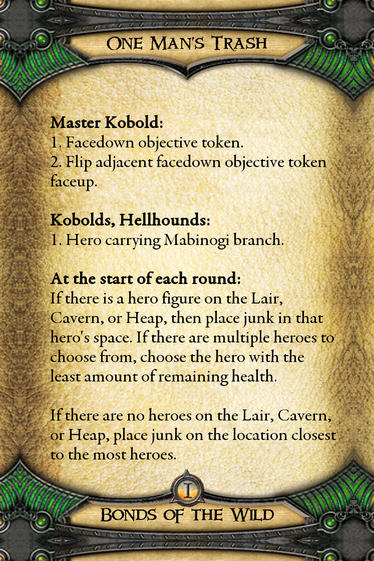 One Man's Trash
Master Kobold:
1. Facedown objective token.
2. Flip adjacent facedown objective token
faceup.
Kobolds, Hellhounds:
1. Hero carrying Mabinogi branch.
At the start of each round:
If there is a hero figure on the Lair,
Cavern, or Heap, then place junk in that
hero's space. If there are multiple heroes to
choose from, choose the hero with the
least amount of remaining health.
If there are no heroes on the Lair, Cavern,
or Heap, place junk on the location closest
to the most heroes.
I
Bonds of the Wild